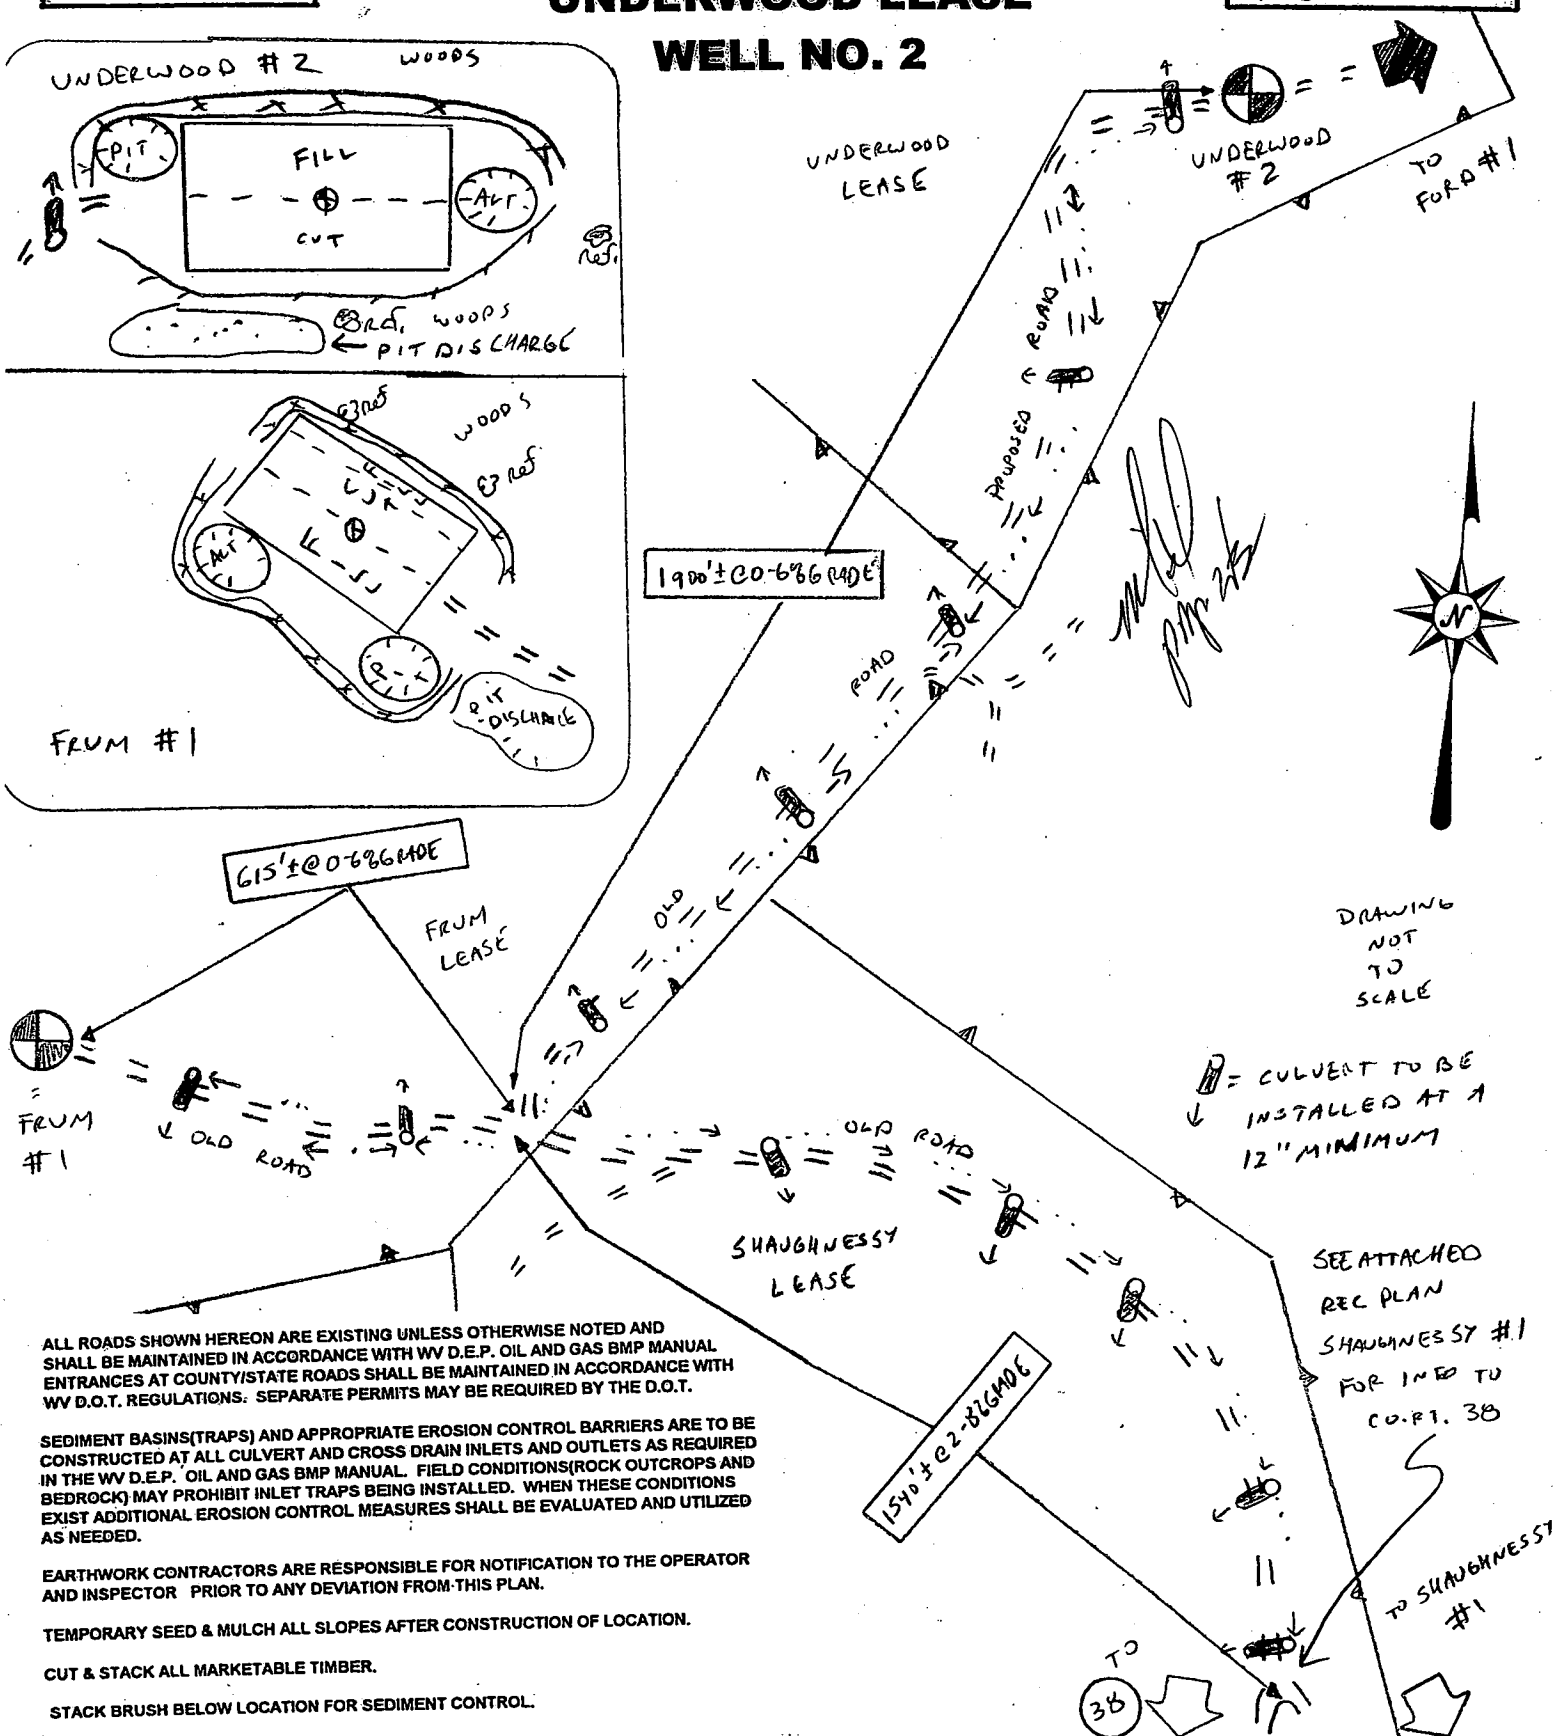 UNDERWOOD LEASE
WELL NO. 2
UNDERWOOD #2
WOODS
PIT
FILL
CUT
ALT.
Ref.
Ref. WOODS
← PIT DISCHARGE
UNDERWOOD
LEASE
UNDERWOOD
#2
TO
FORD #1
PROPOSED ROAD
ref
WOODS
ref
CUT
FILL
ALT
PIT
PIT
DISCHARGE
FRUM #1
1900'± @ 0-6% GRADE
ROAD
OLD
N
615'± @ 0-6% GRADE
FRUM
LEASE
DRAWING
NOT
TO
SCALE
= CULVERT TO BE
INSTALLED AT A
12" MINIMUM
=
FRUM
#1
OLD ROAD
OLD ROAD
SHAUGHNESSY
LEASE
SEE ATTACHED
REC PLAN
SHAUGHNESSY #1
FOR INFO TO
CO.RT. 38
1540'± @ 2-8% GRADE
TO SHAUGHNESSY
#1
TO
38
ALL ROADS SHOWN HEREON ARE EXISTING UNLESS OTHERWISE NOTED AND
SHALL BE MAINTAINED IN ACCORDANCE WITH WV D.E.P. OIL AND GAS BMP MANUAL
ENTRANCES AT COUNTY/STATE ROADS SHALL BE MAINTAINED IN ACCORDANCE WITH
WV D.O.T. REGULATIONS. SEPARATE PERMITS MAY BE REQUIRED BY THE D.O.T.
SEDIMENT BASINS(TRAPS) AND APPROPRIATE EROSION CONTROL BARRIERS ARE TO BE
CONSTRUCTED AT ALL CULVERT AND CROSS DRAIN INLETS AND OUTLETS AS REQUIRED
IN THE WV D.E.P. OIL AND GAS BMP MANUAL. FIELD CONDITIONS(ROCK OUTCROPS AND
BEDROCK) MAY PROHIBIT INLET TRAPS BEING INSTALLED. WHEN THESE CONDITIONS
EXIST ADDITIONAL EROSION CONTROL MEASURES SHALL BE EVALUATED AND UTILIZED
AS NEEDED.
EARTHWORK CONTRACTORS ARE RESPONSIBLE FOR NOTIFICATION TO THE OPERATOR
AND INSPECTOR PRIOR TO ANY DEVIATION FROM THIS PLAN.
TEMPORARY SEED & MULCH ALL SLOPES AFTER CONSTRUCTION OF LOCATION.
CUT & STACK ALL MARKETABLE TIMBER.
STACK BRUSH BELOW LOCATION FOR SEDIMENT CONTROL.